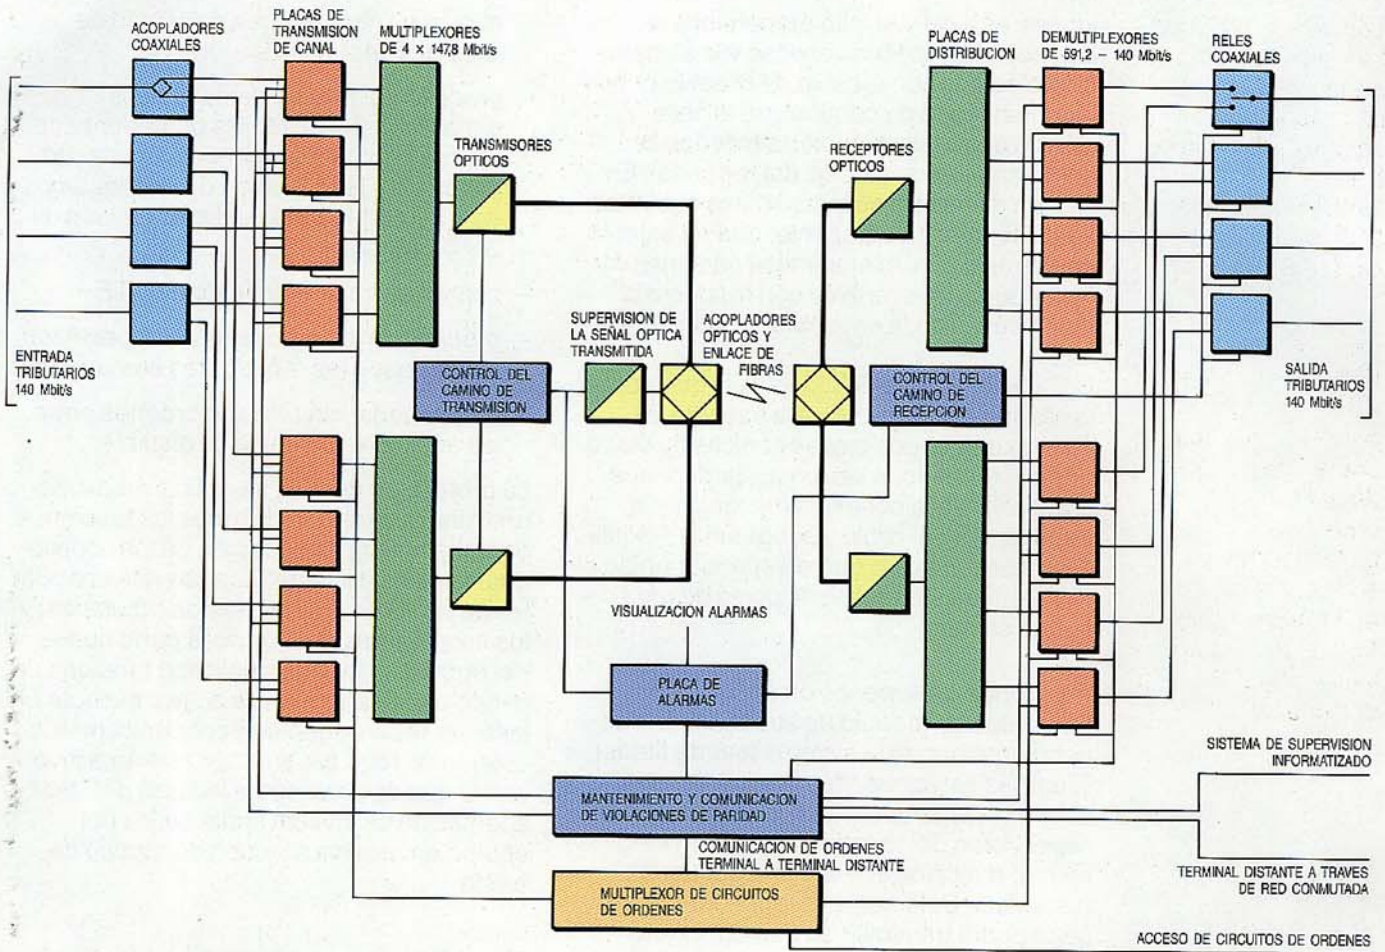 ACOPLADORES
COAXIALES
PLACAS DE
TRANSMISION
DE CANAL
MULTIPLEXORES
DE 4 × 147,8 Mbit/s
TRANSMISORES
OPTICOS
RECEPTORES
OPTICOS
PLACAS DE
DISTRIBUCION
DEMULTIPLEXORES
DE 591,2 – 140 Mbit/s
RELES
COAXIALES
ENTRADA
TRIBUTARIOS
140 Mbit/s
CONTROL DEL
CAMINO DE
TRANSMISION
SUPERVISION DE
LA SEÑAL OPTICA
TRANSMITIDA
ACOPLADORES
OPTICOS Y
ENLACE DE
FIBRAS
CONTROL DEL
CAMINO DE
RECEPCION
SALIDA
TRIBUTARIOS
140 Mbit/s
VISUALIZACION ALARMAS
PLACA DE
ALARMAS
MANTENIMIENTO Y COMUNICACION
DE VIOLACIONES DE PARIDAD
COMUNICACION DE ORDENES
TERMINAL A TERMINAL DISTANTE
MULTIPLEXOR DE CIRCUITOS
DE ORDENES
SISTEMA DE SUPERVISION
INFORMATIZADO
TERMINAL DISTANTE A TRAVES
DE RED CONMUTADA
ACCESO DE CIRCUITOS DE ORDENES